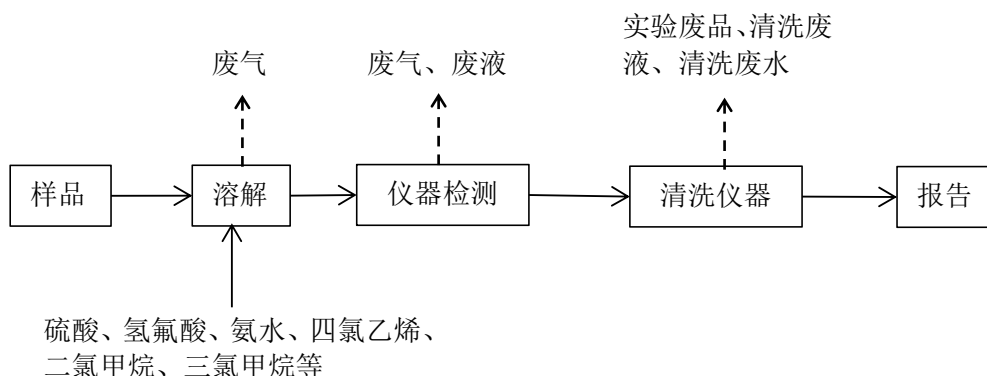 实验废品、清洗废
液、清洗废水
废气
废气、废液
样品
溶解
仪器检测
清洗仪器
报告
硫酸、氢氟酸、氨水、四氯乙烯、
二氯甲烷、三氯甲烷等